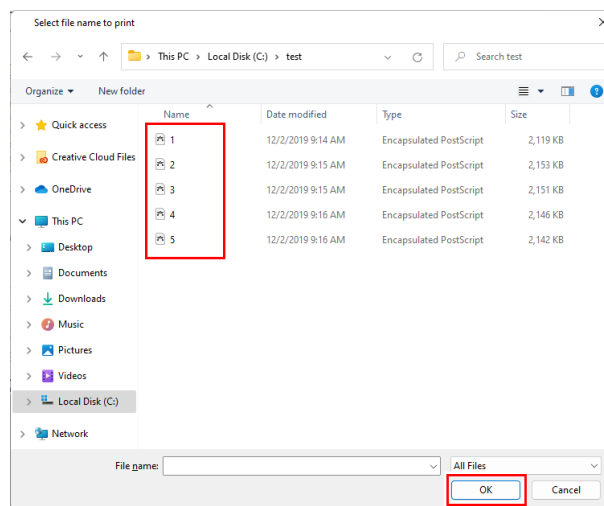 Select file name to print
This PC > Local Disk (C:) > test
Search test
Organize
New folder
Name Date modified Type Size
Quick access
Creative Cloud Files
OneDrive
This PC
Desktop
Documents
Downloads
Music
Pictures
Videos
Local Disk (C:)
Network
1 12/2/2019 9:14 AM Encapsulated PostScript 2,119 KB
2 12/2/2019 9:15 AM Encapsulated PostScript 2,153 KB
3 12/2/2019 9:15 AM Encapsulated PostScript 2,151 KB
4 12/2/2019 9:16 AM Encapsulated PostScript 2,146 KB
5 12/2/2019 9:16 AM Encapsulated PostScript 2,142 KB
File name:
All Files
OK
Cancel